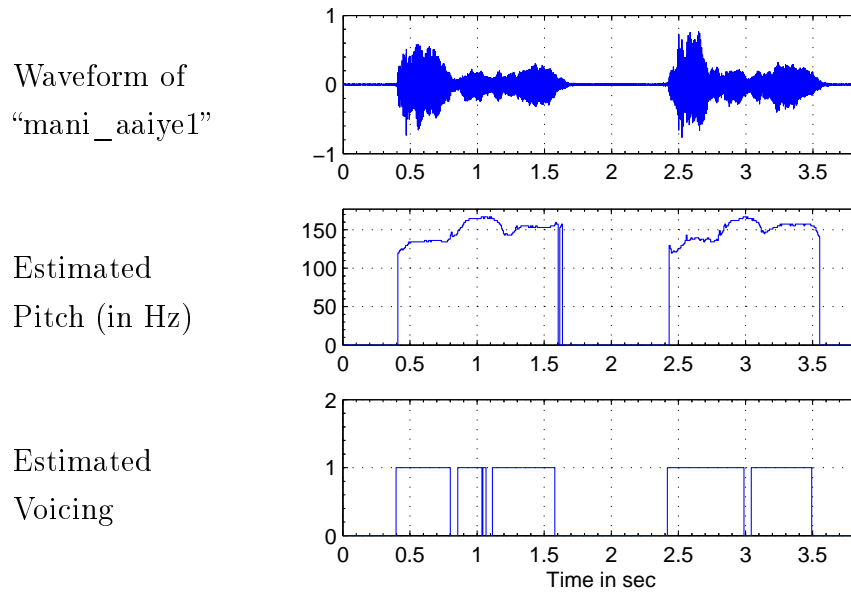 Waveform of
“mani_aaiye1”
1
0
−1
0 0.5 1 1.5 2 2.5 3 3.5
Estimated
Pitch (in Hz)
150
100
50
0
0 0.5 1 1.5 2 2.5 3 3.5
Estimated
Voicing
2
1
0
0 0.5 1 1.5 2 2.5 3 3.5
Time in sec